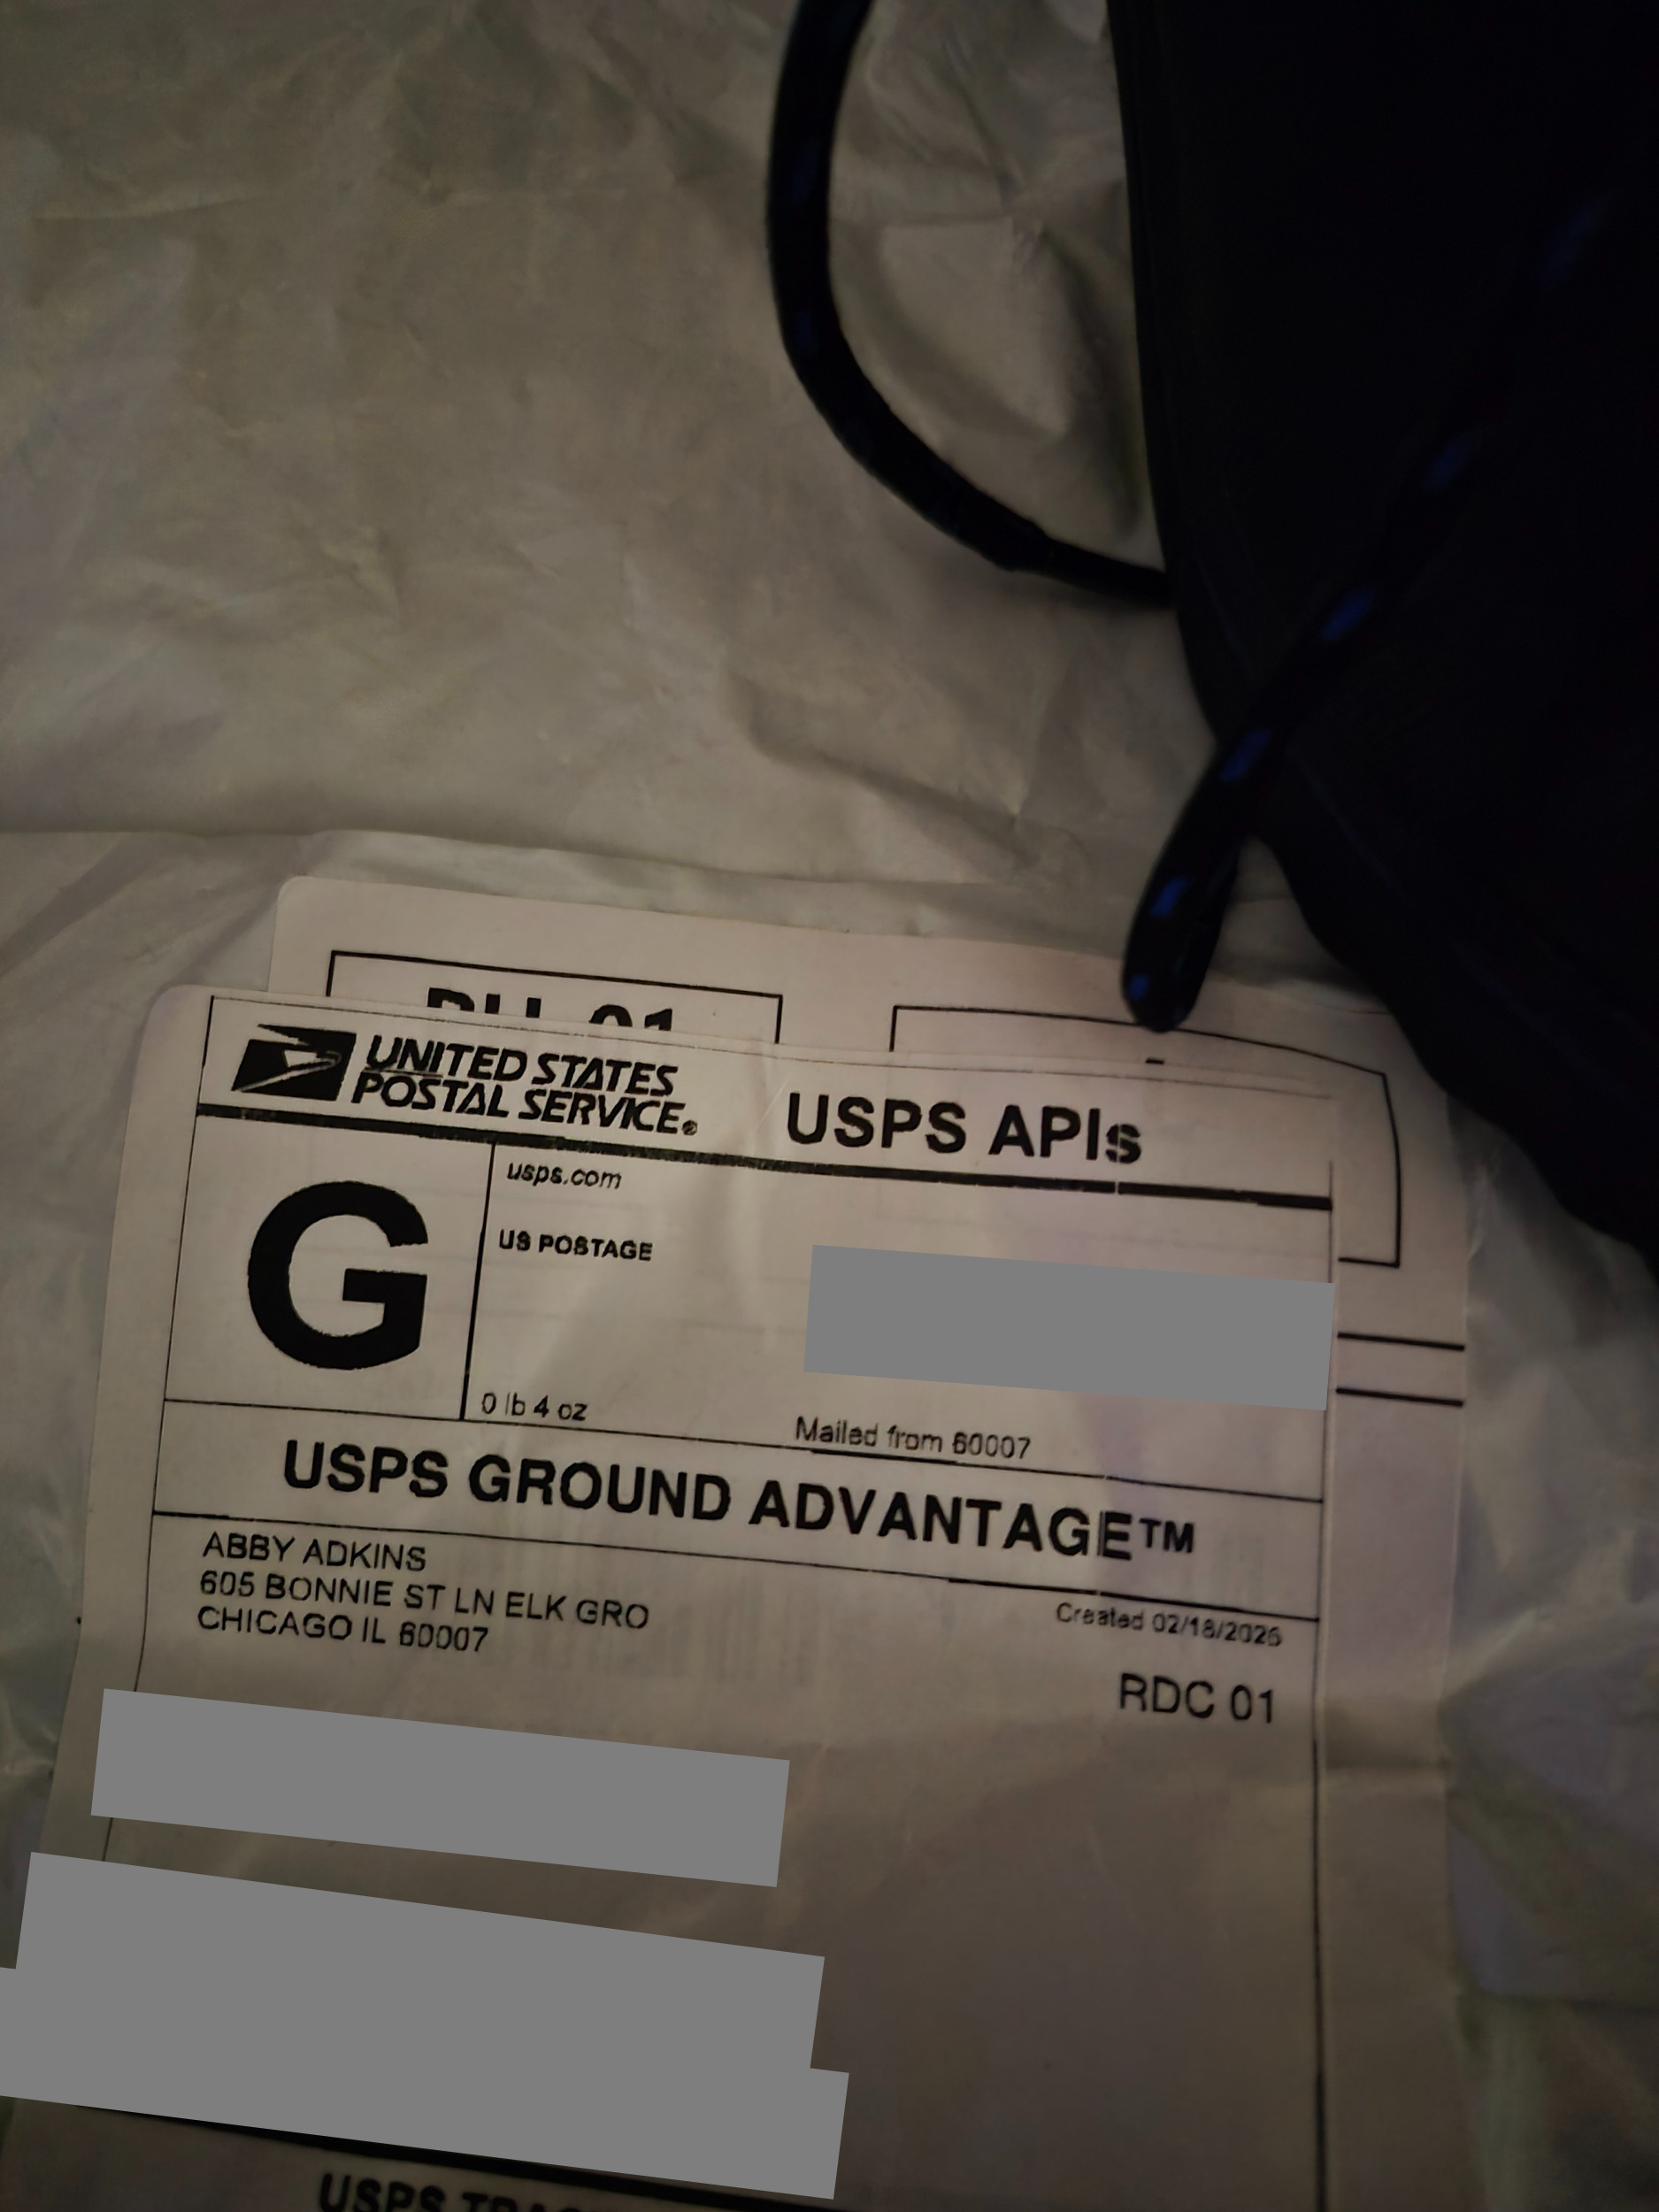 UNITED STATES
POSTAL SERVICE®
USPS APIs
G
usps.com
US POSTAGE
0 lb 4 oz
Mailed from 60007
USPS GROUND ADVANTAGE™
ABBY ADKINS
605 BONNIE ST LN ELK GRO
CHICAGO IL 60007
Created 02/18/2026
RDC 01
USPS